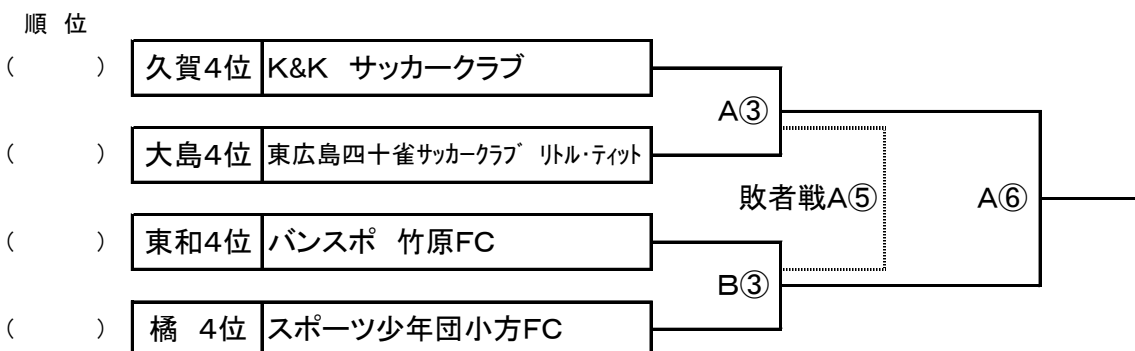 順 位
（ ） 久賀４位 Ｋ&Ｋ サッカークラブ
Ａ③
（ ） 大島４位 東広島四十雀ｻｯｶｰｸﾗﾌﾞ ﾘﾄﾙ･ﾃｨｯﾄ
敗者戦Ａ⑤ Ａ⑥
（ ） 東和４位 バンスポ 竹原ＦＣ
Ｂ③
（ ） 橘 ４位 スポーツ少年団小方ＦＣ